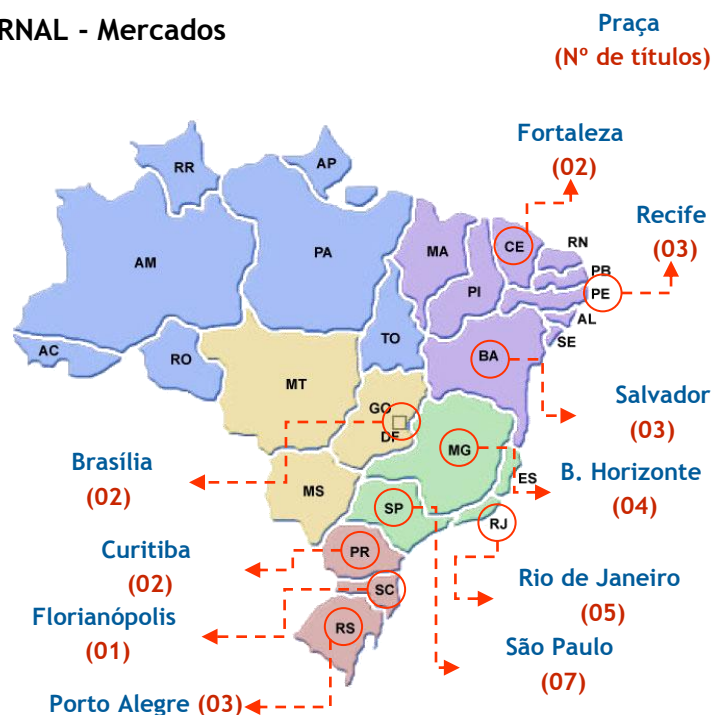 RNAL - Mercados
Praça
(Nº de títulos)
Fortaleza
(02)
Recife
(03)
RR
AP
AM
PA
MA
CE
RN
PB
PI
PE
AL
SE
AC
RO
TO
BA
MT
GO
DF
Salvador
(03)
MG
Brasília
(02)
MS
ES
B. Horizonte
(04)
SP
RJ
Curitiba
(02)
PR
Rio de Janeiro
(05)
SC
Florianópolis
(01)
RS
São Paulo
(07)
Porto Alegre (03)